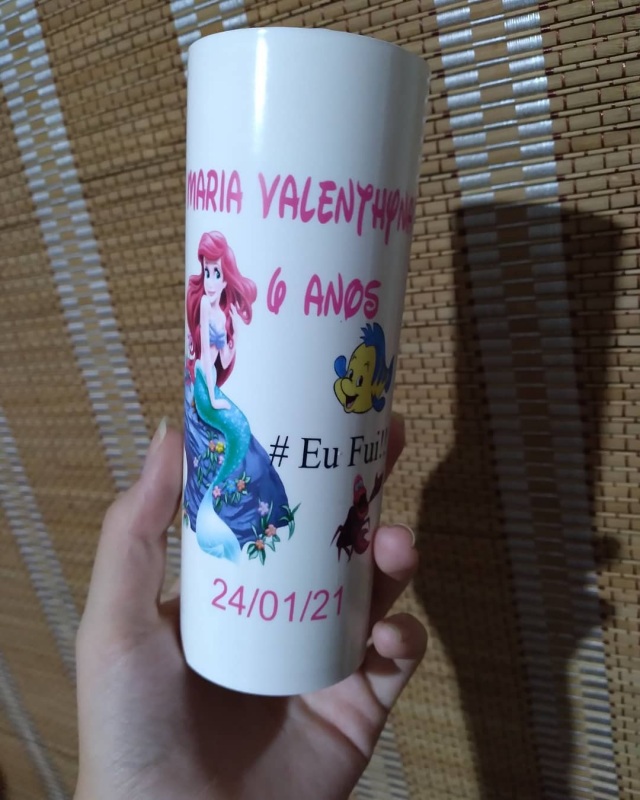 MARIA VALENTHYNA
6 ANOS
# Eu Fui!!
24/01/21